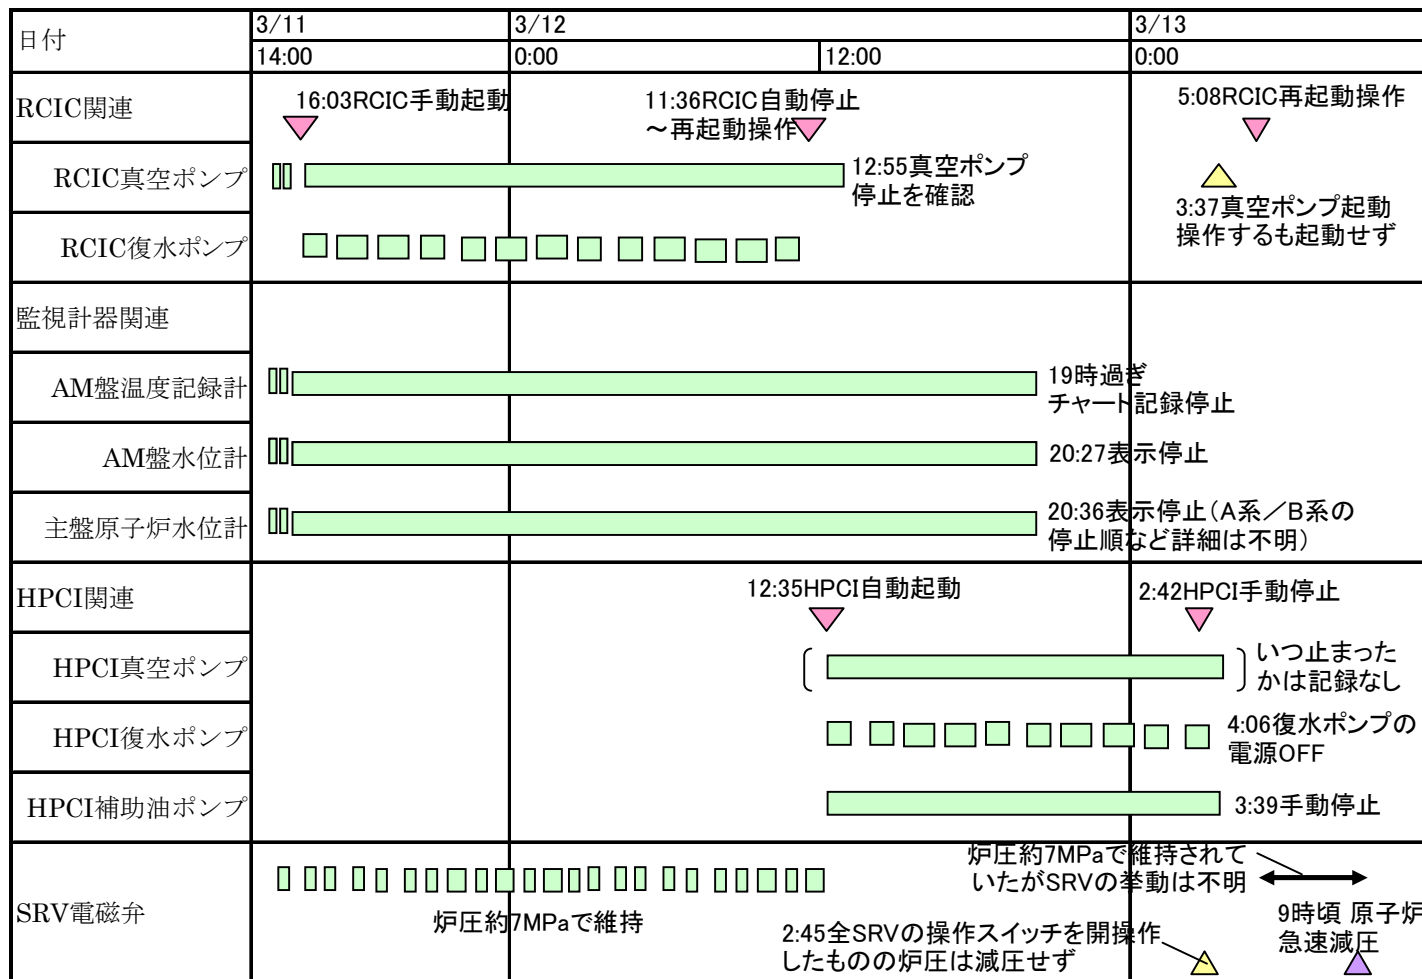 日付
3/11
3/12
3/13
14:00
0:00
12:00
0:00
RCIC関連
16:03RCIC手動起動
11:36RCIC自動停止
～再起動操作
5:08RCIC再起動操作
RCIC真空ポンプ
12:55真空ポンプ
停止を確認
3:37真空ポンプ起動
操作するも起動せず
RCIC復水ポンプ
監視計器関連
AM盤温度記録計
19時過ぎ
チャート記録停止
AM盤水位計
20:27表示停止
主盤原子炉水位計
20:36表示停止（A系／B系の
停止順など詳細は不明）
HPCI関連
12:35HPCI自動起動
2:42HPCI手動停止
HPCI真空ポンプ
いつ止まった
かは記録なし
HPCI復水ポンプ
4:06復水ポンプの
電源OFF
HPCI補助油ポンプ
3:39手動停止
SRV電磁弁
炉圧約7MPaで維持
炉圧約7MPaで維持されて
いたがSRVの挙動は不明
2:45全SRVの操作スイッチを開操作
したものの炉圧は減圧せず
9時頃 原子炉
急速減圧